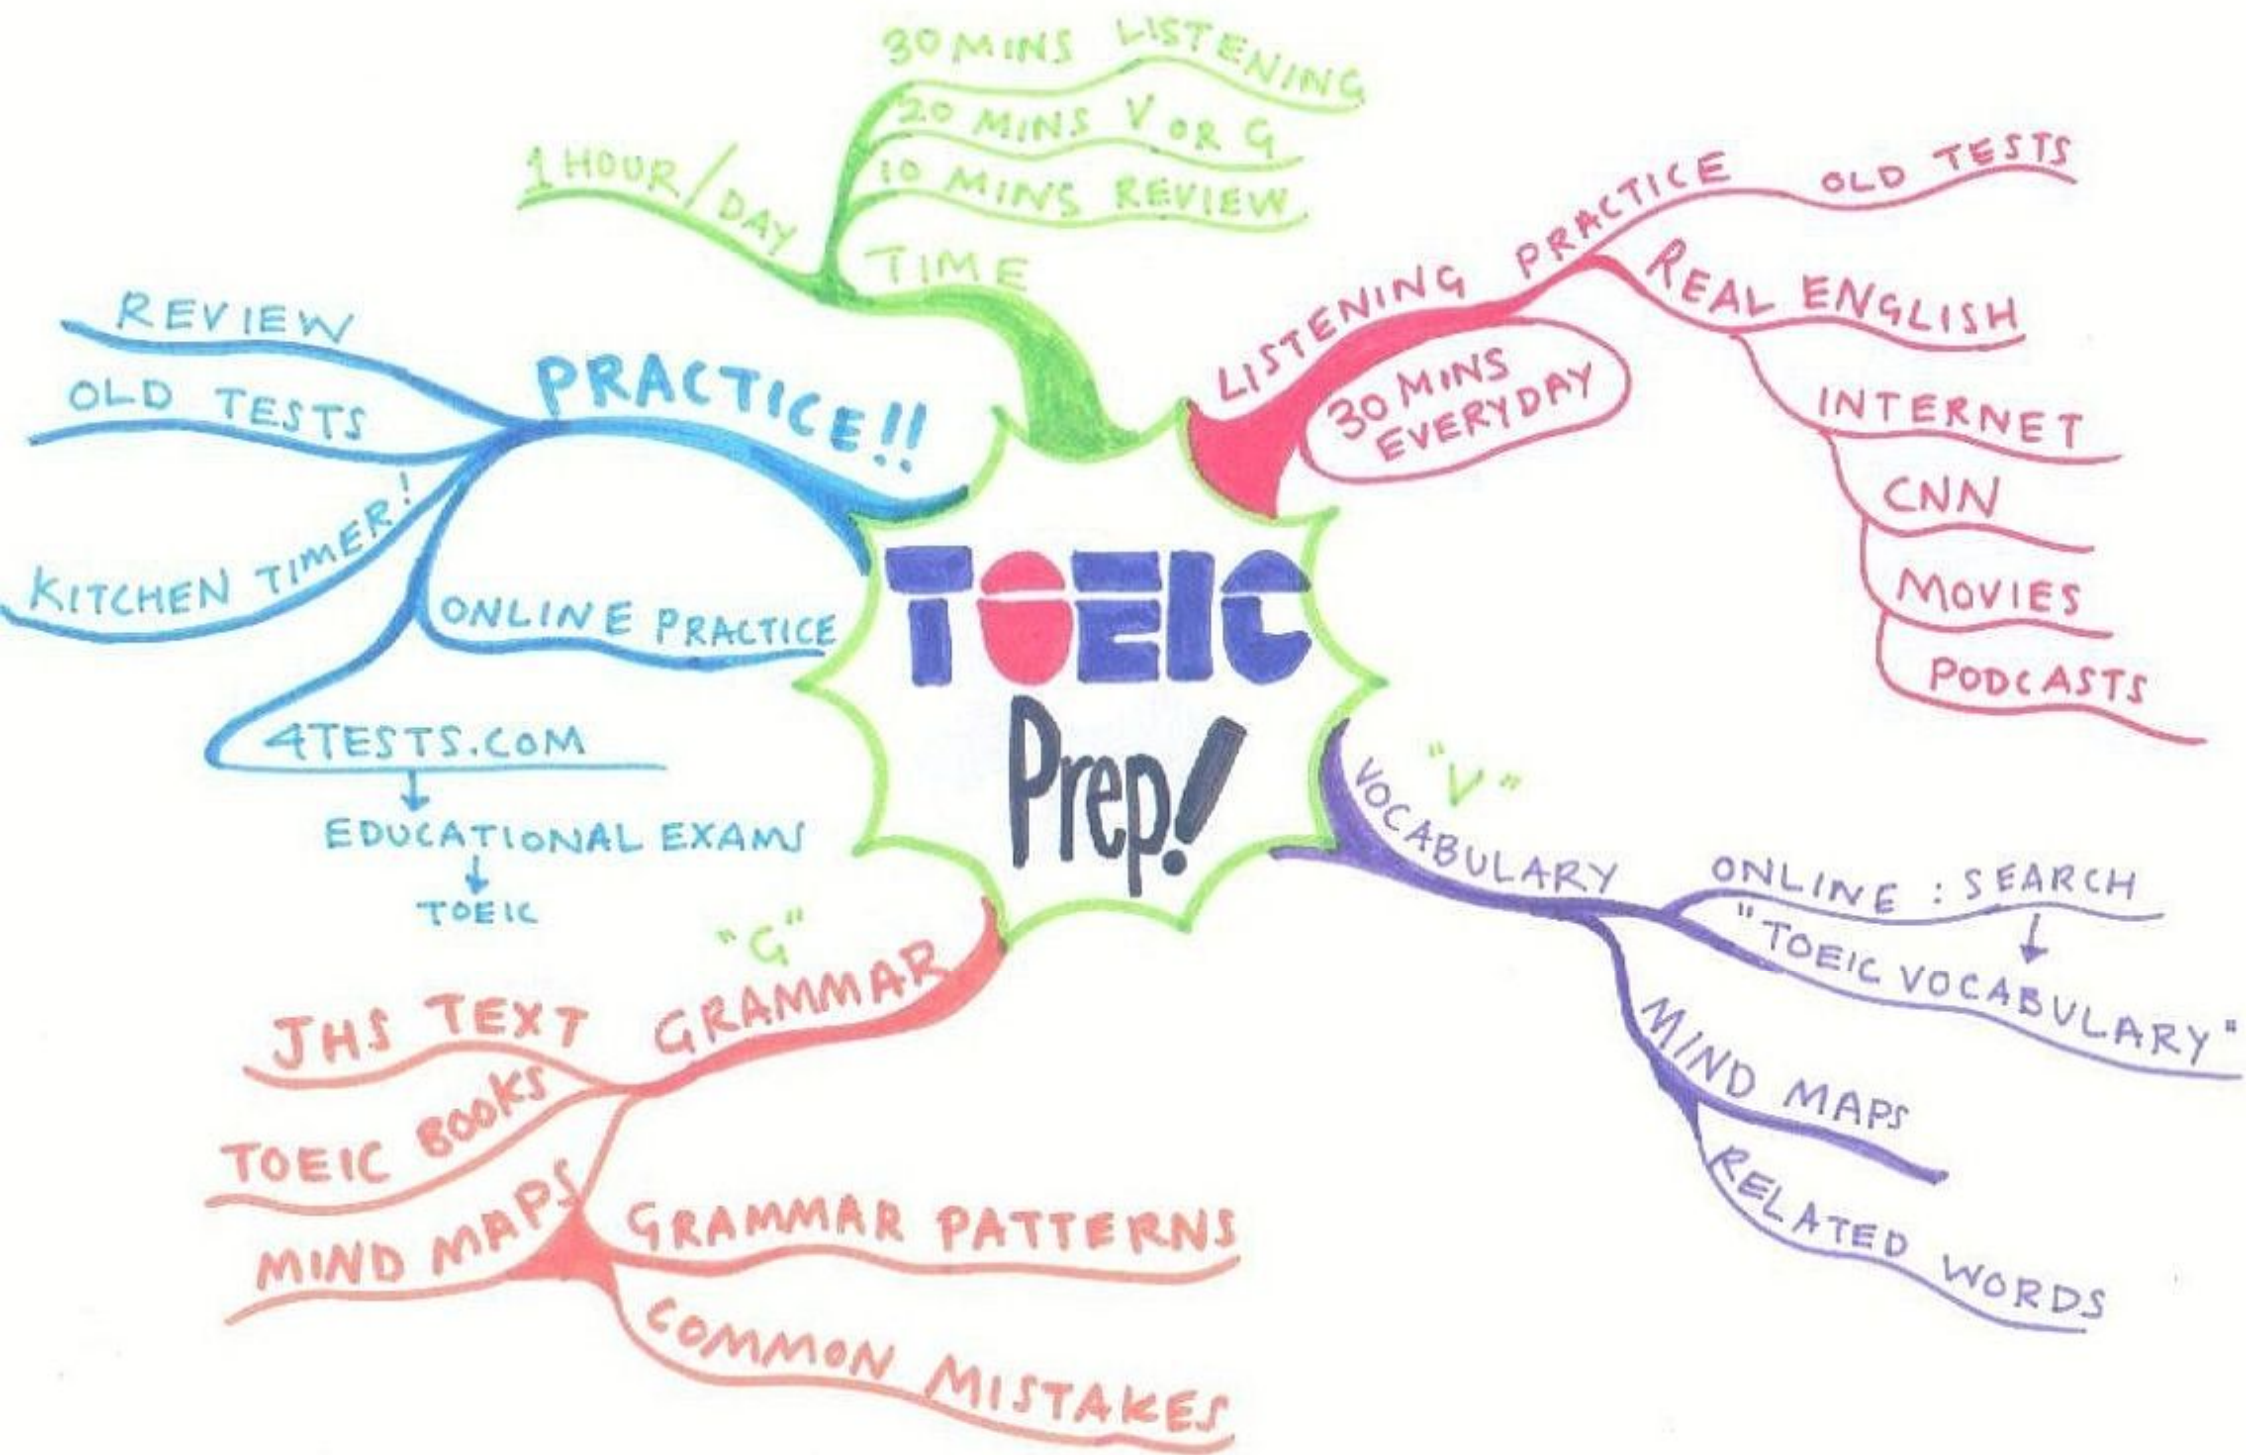 TOEIC
Prep!
TIME
1 HOUR/DAY
30 MINS LISTENING
20 MINS V OR G
10 MINS REVIEW
LISTENING PRACTICE
30 MINS
EVERYDAY
OLD TESTS
REAL ENGLISH
INTERNET
CNN
MOVIES
PODCASTS
"V"
VOCABULARY
ONLINE : SEARCH
"TOEIC VOCABULARY"
MIND MAPS
RELATED WORDS
"G"
GRAMMAR
JHS TEXT
TOEIC BOOKS
MIND MAPS
GRAMMAR PATTERNS
COMMON MISTAKES
PRACTICE!!
REVIEW
OLD TESTS
KITCHEN TIMER!
ONLINE PRACTICE
4TESTS.COM
EDUCATIONAL EXAMS
TOEIC